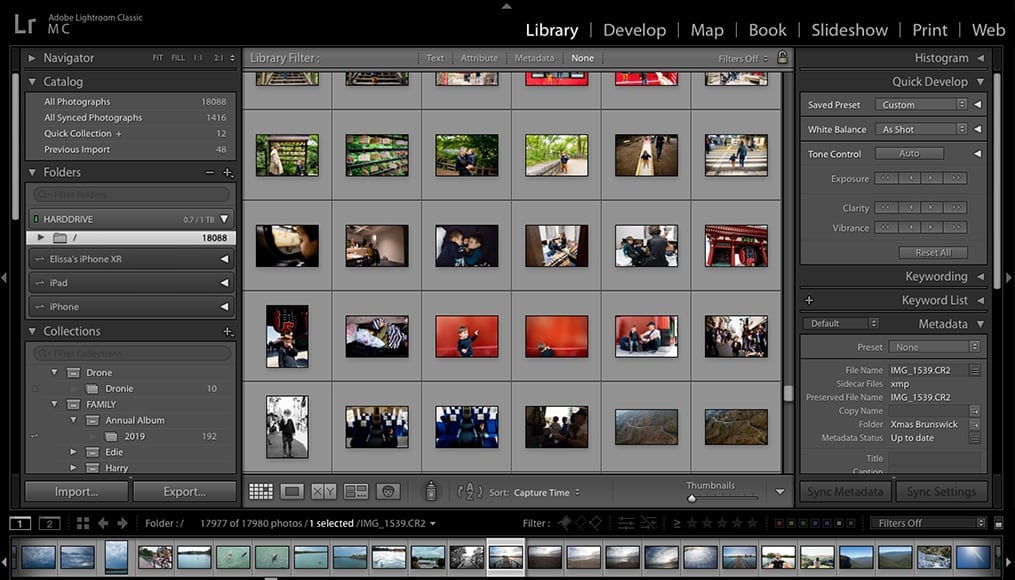 Lr Adobe Lightroom Classic
M C
Library | Develop | Map | Book | Slideshow | Print | Web
Navigator FIT FILL 1:1 2:1
Catalog
All Photographs 18088
All Synced Photographs 1416
Quick Collection + 12
Previous Import 48
Folders
Filter Folders
HARDDRIVE 0.7 / 1 TB
/ 18088
Elissa's iPhone XR
iPad
iPhone
Collections
Filter Collections
Drone
Dronie 10
FAMILY
Annual Album
2019 192
Edie
Harry
Import... Export...
Library Filter : Text | Attribute | Metadata | None Filters Off
Sort: Capture Time
Thumbnails
Histogram
Quick Develop
Saved Preset Custom
White Balance As Shot
Tone Control Auto
Exposure
Clarity
Vibrance
Reset All
Keywording
+ Keyword List
Default Metadata
Preset None
File Name IMG_1539.CR2
Sidecar Files xmp
Preserved File Name IMG_1539.CR2
Copy Name
Folder Xmas Brunswick
Metadata Status Up to date
Title
Caption
Sync Metadata Sync Settings
1 2 Folder : / 17977 of 17980 photos / 1 selected / IMG_1539.CR2 Filter : ≥ Filters Off